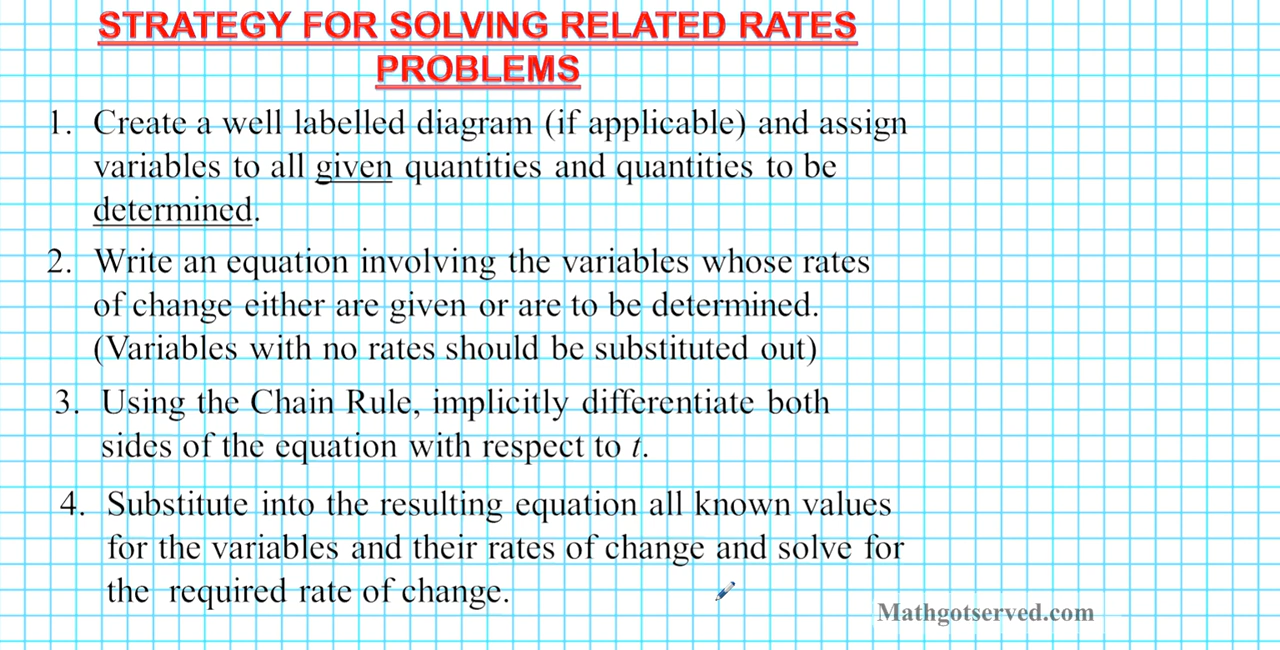 STRATEGY FOR SOLVING RELATED RATES
PROBLEMS
1. Create a well labelled diagram (if applicable) and assign
variables to all given quantities and quantities to be
determined.
2. Write an equation involving the variables whose rates
of change either are given or are to be determined.
(Variables with no rates should be substituted out)
3. Using the Chain Rule, implicitly differentiate both
sides of the equation with respect to t.
4. Substitute into the resulting equation all known values
for the variables and their rates of change and solve for
the required rate of change.
Mathgotserved.com